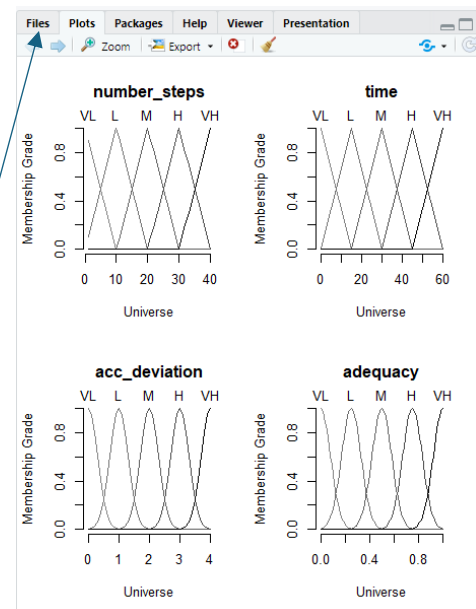 Files Plots Packages Help Viewer Presentation
Zoom Export
number_steps
VL L M H VH
Membership Grade
0.8
0.4
0.0
0 10 20 30 40
Universe
time
VL L M H VH
Membership Grade
0.8
0.4
0.0
0 10 30 45 60
Universe
acc_deviation
VL L M H VH
Membership Grade
0.8
0.4
0.0
0 1 2 3 4
Universe
adequacy
VL L M H VH
Membership Grade
0.8
0.4
0.0
0.0 0.4 0.8
Universe